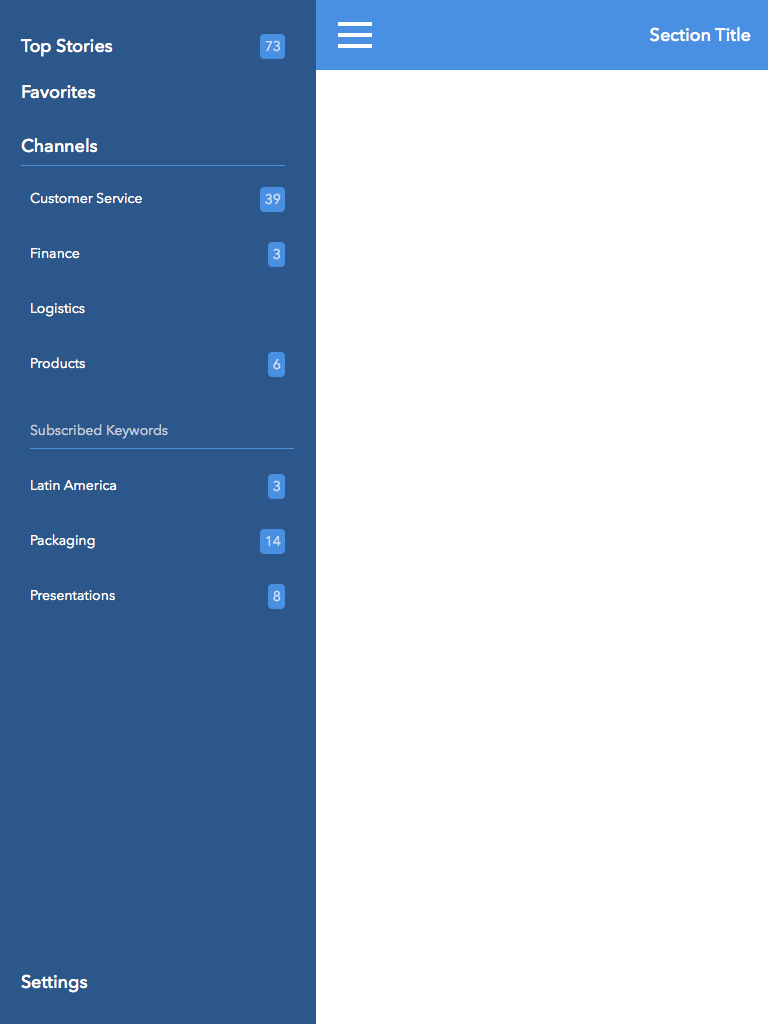 Top Stories 73
Favorites
Channels
Customer Service 39
Finance 3
Logistics
Products 6
Subscribed Keywords
Latin America 3
Packaging 14
Presentations 8
Settings
Section Title